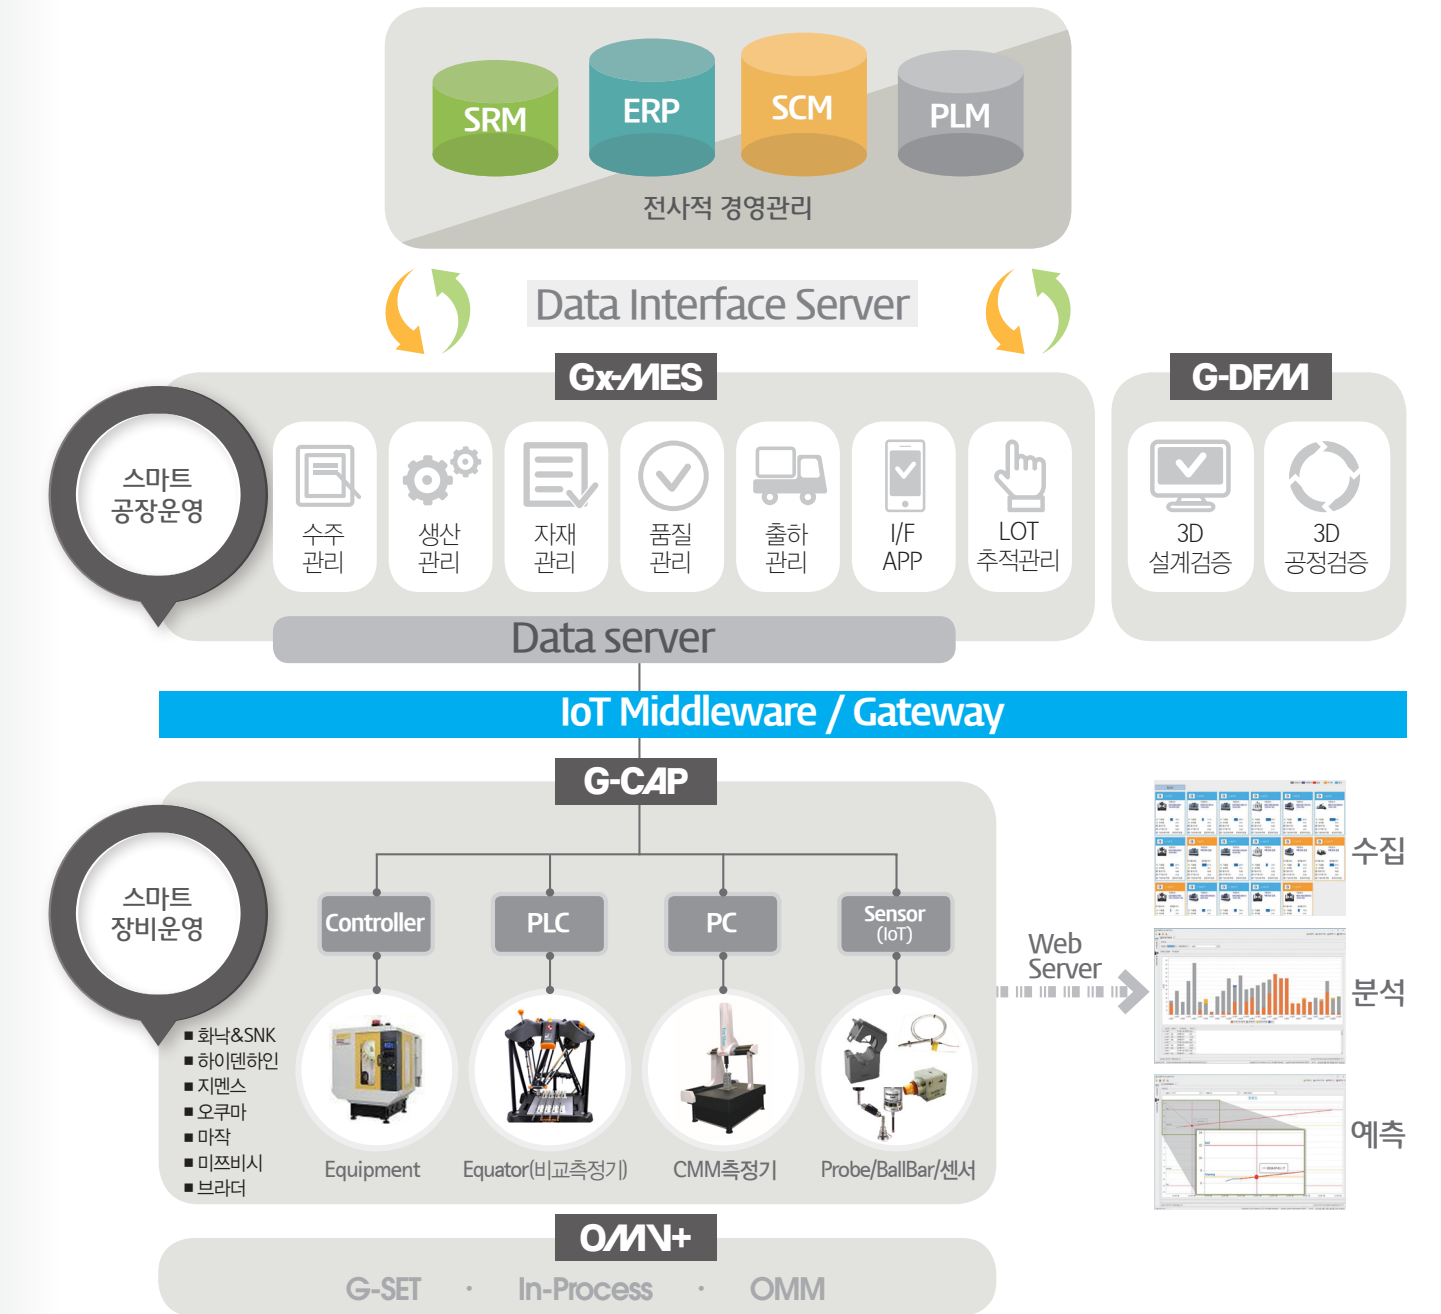 SRM
ERP
SCM
PLM
전사적 경영관리
Data Interface Server
Gx-MES
G-DFM
스마트
공장운영
수주
관리
생산
관리
자재
관리
품질
관리
출하
관리
I/F
APP
LOT
추적관리
3D
설계검증
3D
공정검증
Data server
IoT Middleware / Gateway
G-CAP
스마트
장비운영
Controller
PLC
PC
Sensor
(IoT)
Web
Server
수집
분석
예측
■ 화낙&SNK
■ 하이덴하인
■ 지멘스
■ 오쿠마
■ 마작
■ 미쯔비시
■ 브라더
Equipment
Equator(비교측정기)
CMM측정기
Probe/BallBar/센서
OMV+
G-SET · In-Process · OMM